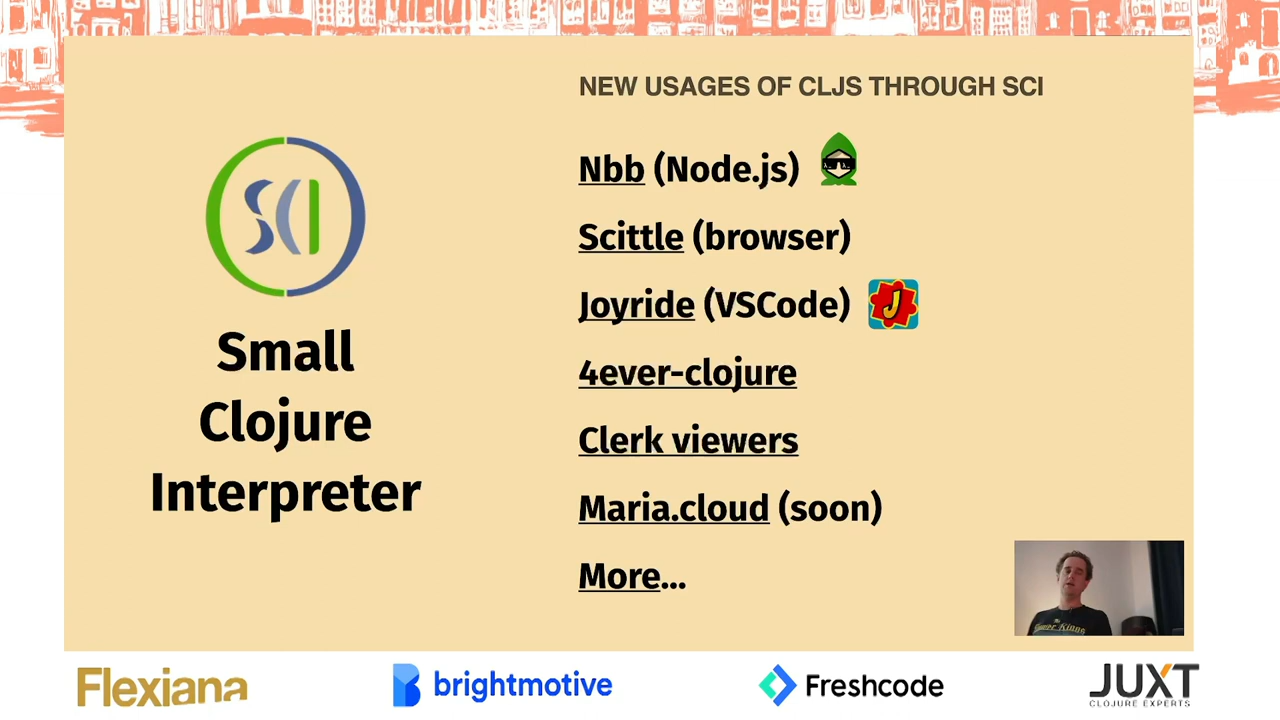 NEW USAGES OF CLJS THROUGH SCI
SCI
Small
Clojure
Interpreter
Nbb (Node.js)
Scittle (browser)
Joyride (VSCode)
J
4ever-clojure
Clerk viewers
Maria.cloud (soon)
More...
Flexiana
brightmotive
Freshcode
JUXT
CLOJURE EXPERTS